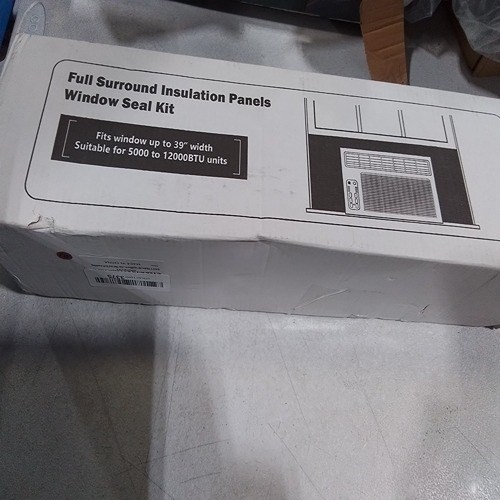 Full Surround Insulation Panels
Window Seal Kit
Fits window up to 39" width
Suitable for 5000 to 12000BTU units